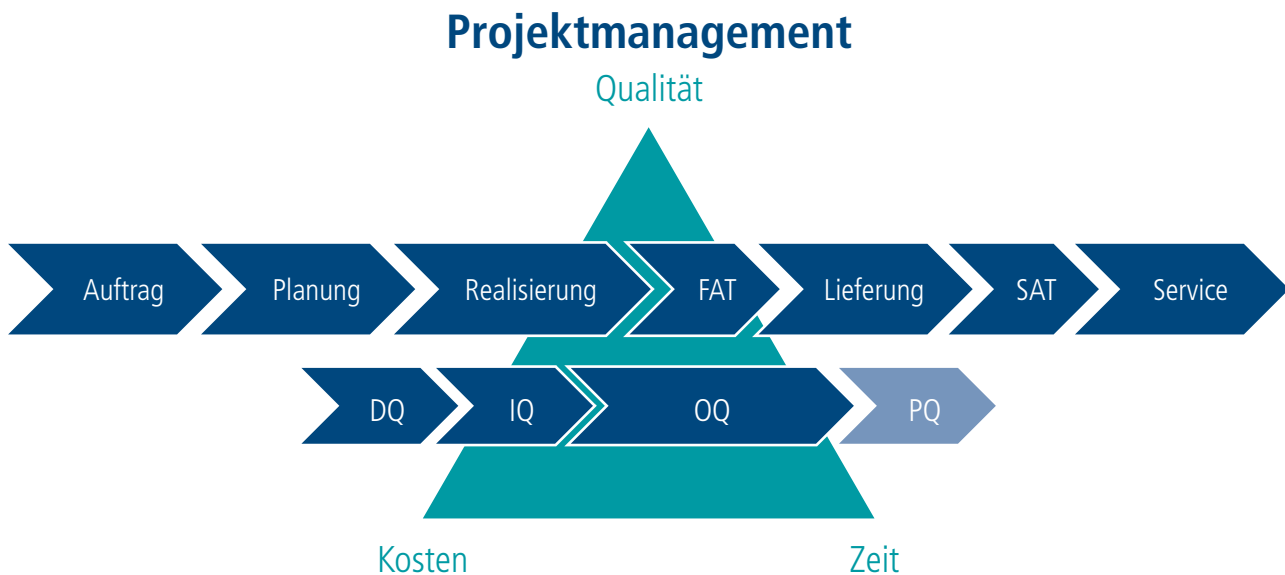 Projektmanagement
Qualität
Auftrag Planung Realisierung FAT Lieferung SAT Service
DQ IQ OQ PQ
Kosten Zeit